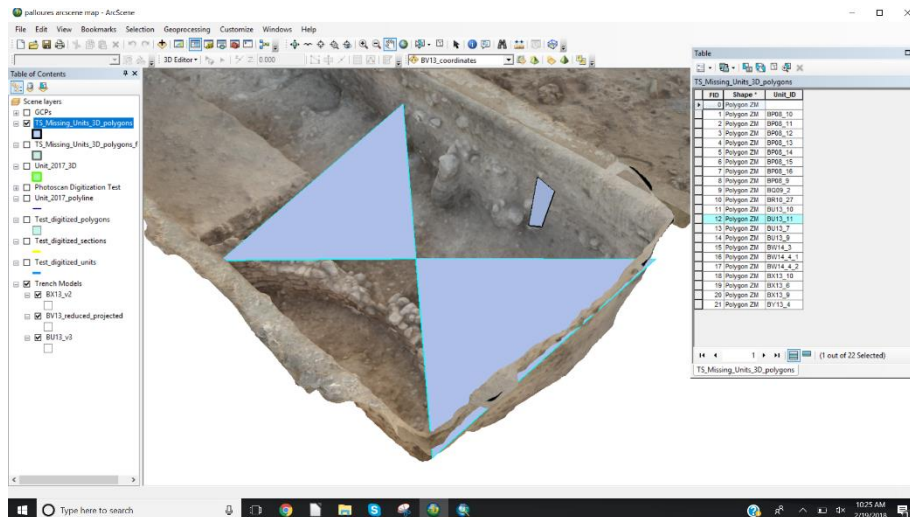 palloures arcscene map - ArcScene
File Edit View Bookmarks Selection Geoprocessing Customize Windows Help
3D Editor
0.000
BV13_coordinates
Table Of Contents
Scene layers
GCPs
TS_Missing_Units_3D_polygons
TS_Missing_Units_3D_polygons_f
Unit_2017_3D
Photoscan Digitization Test
Unit_2017_polyline
Test_digitized_polygons
Test_digitized_sections
Test_digitized_units
Trench Models
BX13_v2
BV13_reduced_projected
BU13_v3
Table
TS_Missing_Units_3D_polygons
FID Shape * Unit_ID
0 Polygon ZM
1 Polygon ZM BP08_10
2 Polygon ZM BP08_11
3 Polygon ZM BP08_12
4 Polygon ZM BP08_13
5 Polygon ZM BP08_14
6 Polygon ZM BP08_15
7 Polygon ZM BP08_16
8 Polygon ZM BP08_9
9 Polygon ZM BQ09_2
10 Polygon ZM BR10_27
11 Polygon ZM BU13_10
12 Polygon ZM BU13_11
13 Polygon ZM BU13_7
14 Polygon ZM BU13_9
15 Polygon ZM BW14_3
16 Polygon ZM BW14_4_1
17 Polygon ZM BW14_4_2
18 Polygon ZM BX13_10
19 Polygon ZM BX13_6
20 Polygon ZM BX13_9
21 Polygon ZM BY13_4
1
(1 out of 22 Selected)
TS_Missing_Units_3D_polygons
Type here to search
10:25 AM
2/19/2018